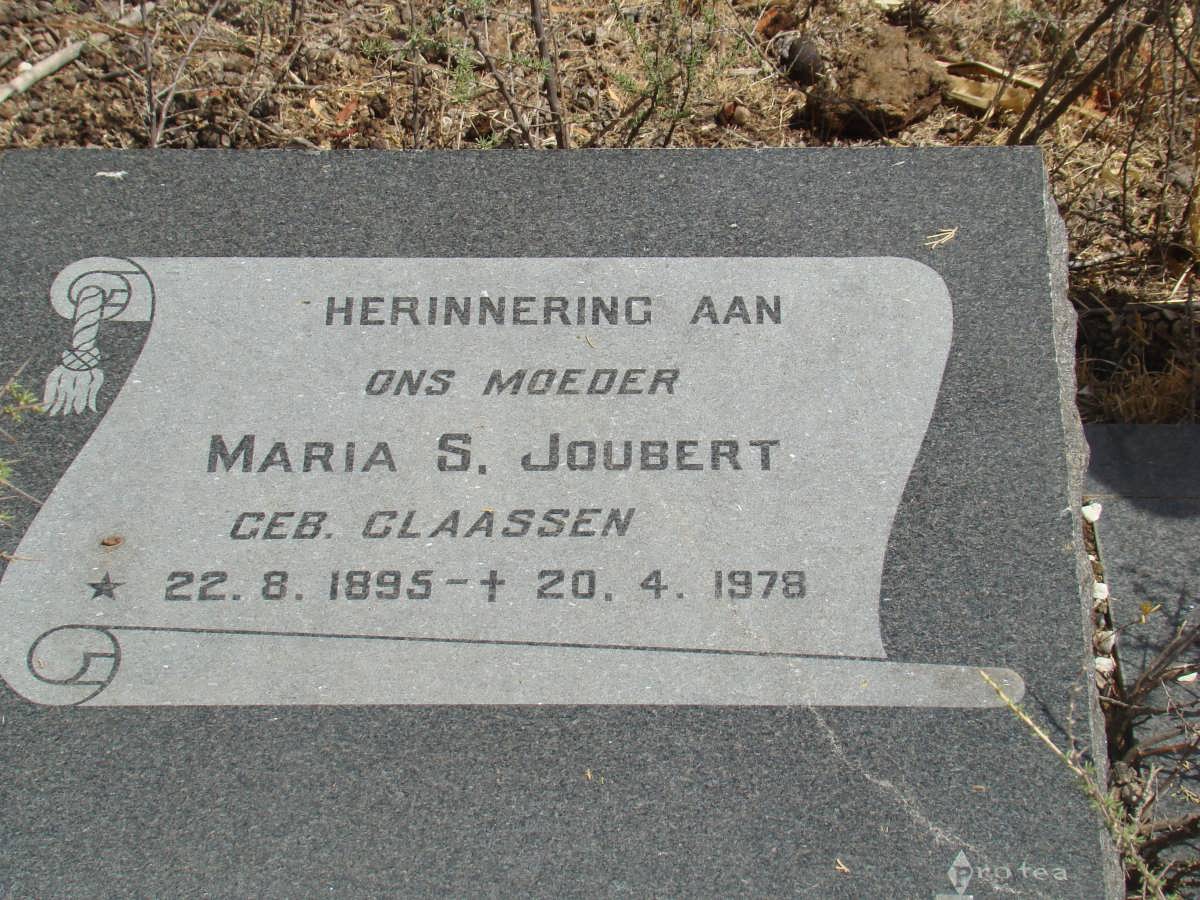 HERINNERING AAN
ONS MOEDER
MARIA S. JOUBERT
GEB. CLAASSEN
★ 22.8.1895-✝ 20.4.1978
Protea